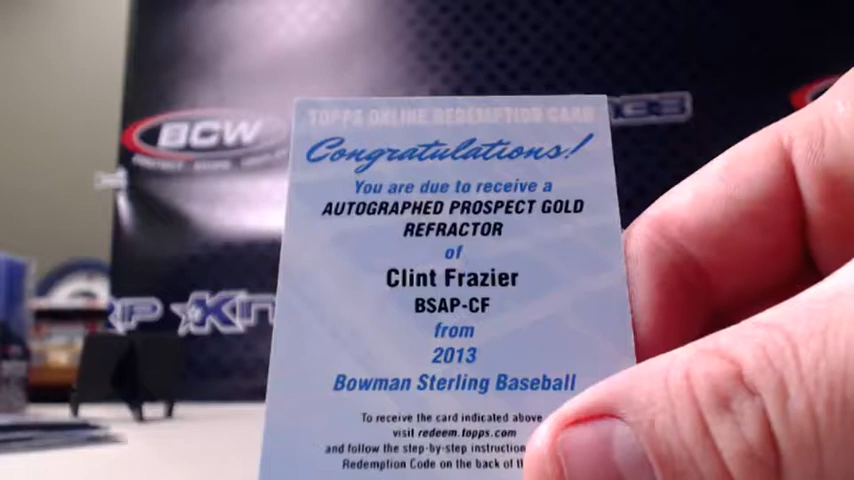 TOPPS ONLINE REDEMPTION CARD
Congratulations!
You are due to receive a
AUTOGRAPHED PROSPECT GOLD
REFRACTOR
of
Clint Frazier
BSAP-CF
from
2013
Bowman Sterling Baseball
To receive the card indicated above
visit redeem.topps.com
and follow the step-by-step
Redemption Code on the back of
BCW